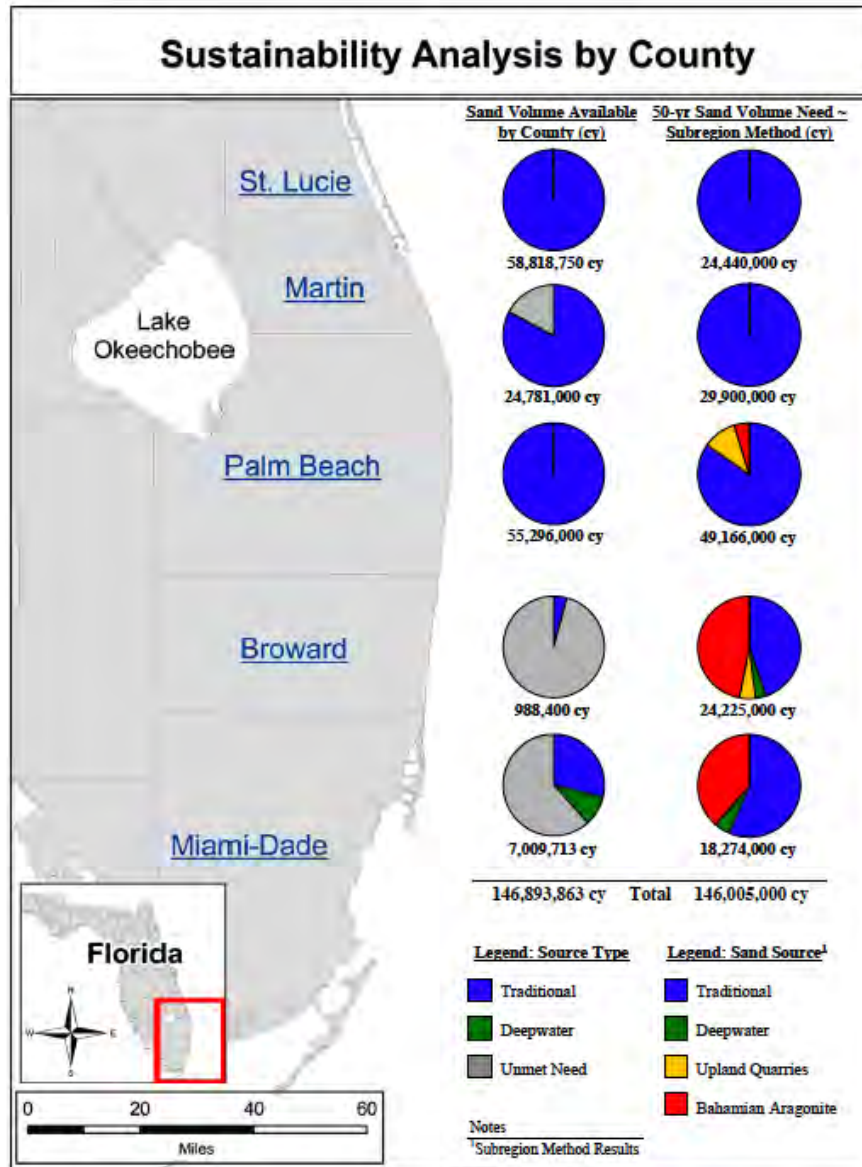 Sustainability Analysis by County
Sand Volume Available
by County (cy)
50-yr Sand Volume Need ~
Subregion Method (cy)
St. Lucie
58,818,750 cy
24,440,000 cy
Martin
Lake
Okeechobee
24,781,000 cy
29,900,000 cy
Palm Beach
55,296,000 cy
49,166,000 cy
Broward
988,400 cy
24,225,000 cy
Miami-Dade
7,009,713 cy
18,274,000 cy
146,893,863 cy Total 146,005,000 cy
Florida
N
W E
S
0 20 40 60
Miles
Legend: Source Type
Traditional
Deepwater
Unmet Need
Legend: Sand Source¹
Traditional
Deepwater
Upland Quarries
Bahamian Aragonite
Notes
¹Subregion Method Results